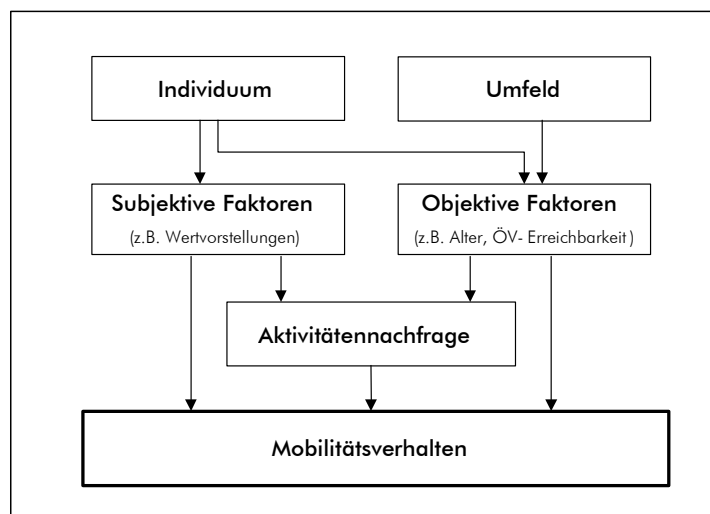 Individuum
Umfeld
Subjektive Faktoren
(z.B. Wertvorstellungen)
Objektive Faktoren
(z.B. Alter, ÖV- Erreichbarkeit)
Aktivitätennachfrage
Mobilitätsverhalten